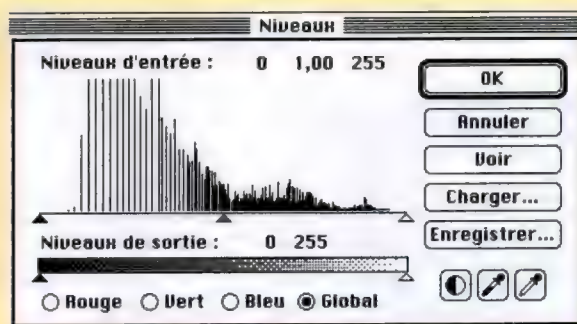 Niveaux
Niveaux d'entrée : 0 1,00 255
OK
Annuler
Voir
Charger...
Enregistrer...
Niveaux de sortie : 0 255
Rouge Vert Bleu Global